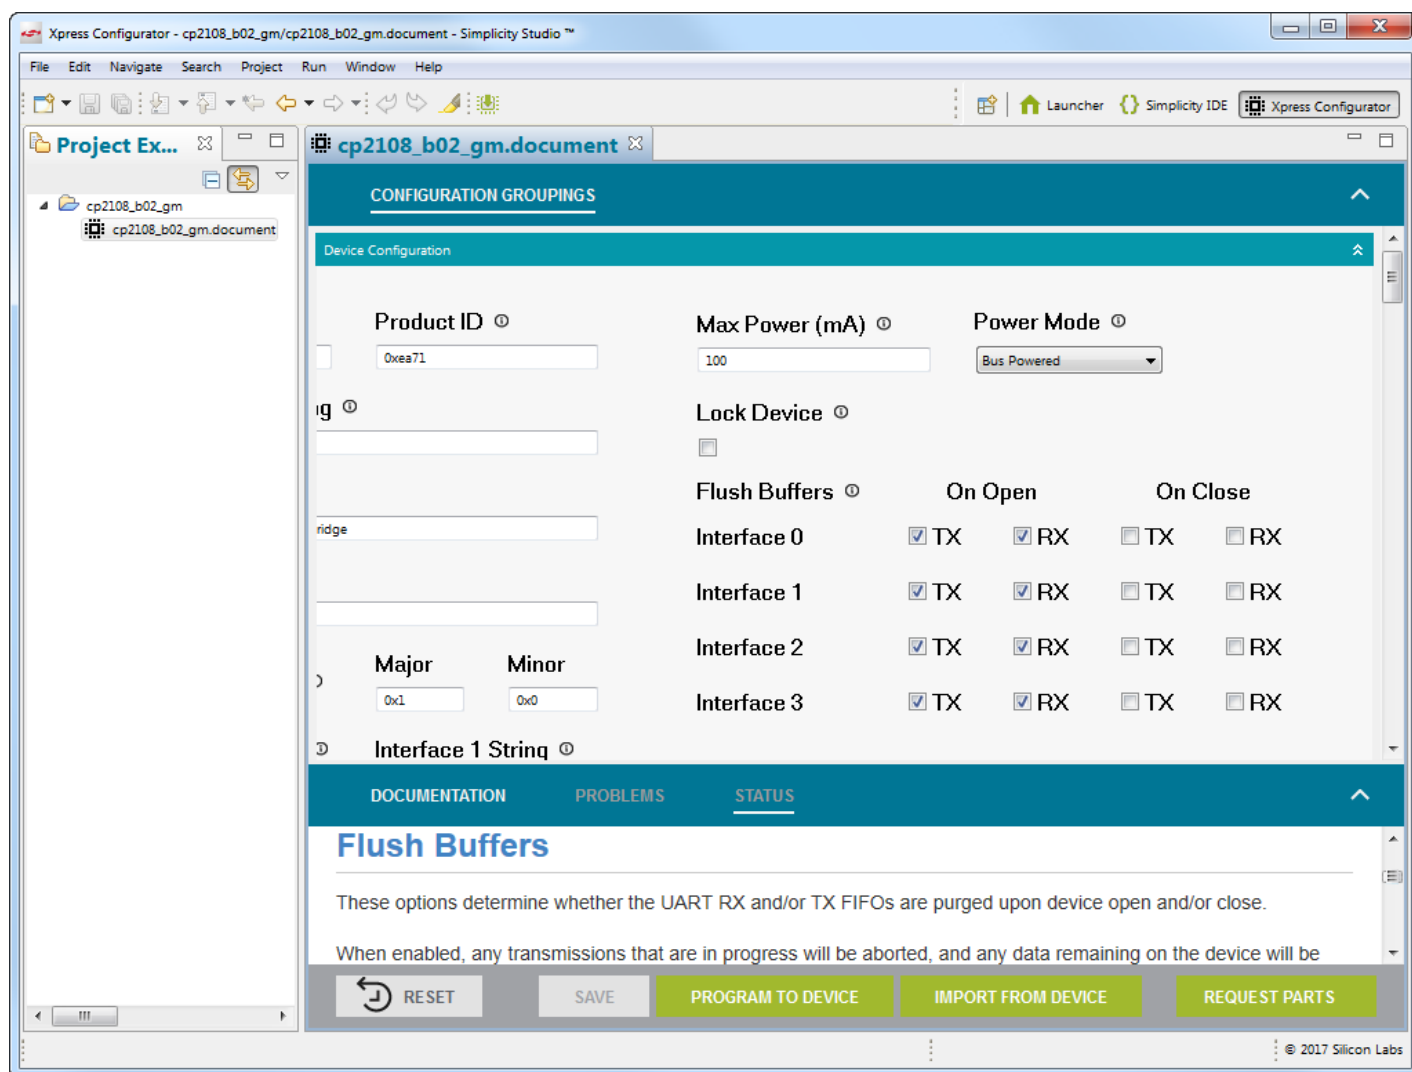 Xpress Configurator - cp2108_b02_gm/cp2108_b02_gm.document - Simplicity Studio ™
File Edit Navigate Search Project Run Window Help
Launcher Simplicity IDE Xpress Configurator
Project Ex...
cp2108_b02_gm.document
cp2108_b02_gm
cp2108_b02_gm.document
CONFIGURATION GROUPINGS
Device Configuration
Product ID
Max Power (mA)
Power Mode
0xea71
100
Bus Powered
ng
Lock Device
Flush Buffers On Open On Close
ridge
Interface 0 TX RX TX RX
Interface 1 TX RX TX RX
Interface 2 TX RX TX RX
Major Minor
0x1 0x0
Interface 3 TX RX TX RX
Interface 1 String
DOCUMENTATION PROBLEMS STATUS
Flush Buffers
These options determine whether the UART RX and/or TX FIFOs are purged upon device open and/or close.
When enabled, any transmissions that are in progress will be aborted, and any data remaining on the device will be
RESET SAVE PROGRAM TO DEVICE IMPORT FROM DEVICE REQUEST PARTS
© 2017 Silicon Labs